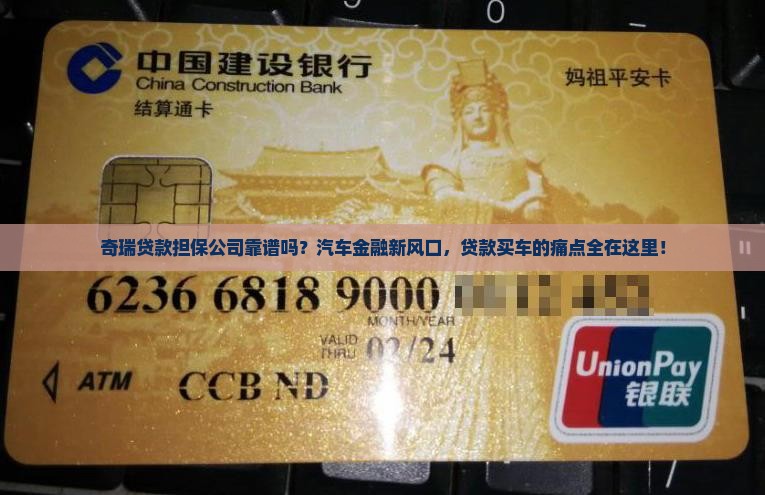 9
0
中国建设银行
China Construction Bank
结算通卡
妈祖平安卡
奇瑞贷款担保公司靠谱吗？汽车金融新风口，贷款买车的痛点全在这里！
6236 6818 9000
MONTH/YEAR
VALID
THRU
02/24
ATM
CCB ND
UnionPay
银联